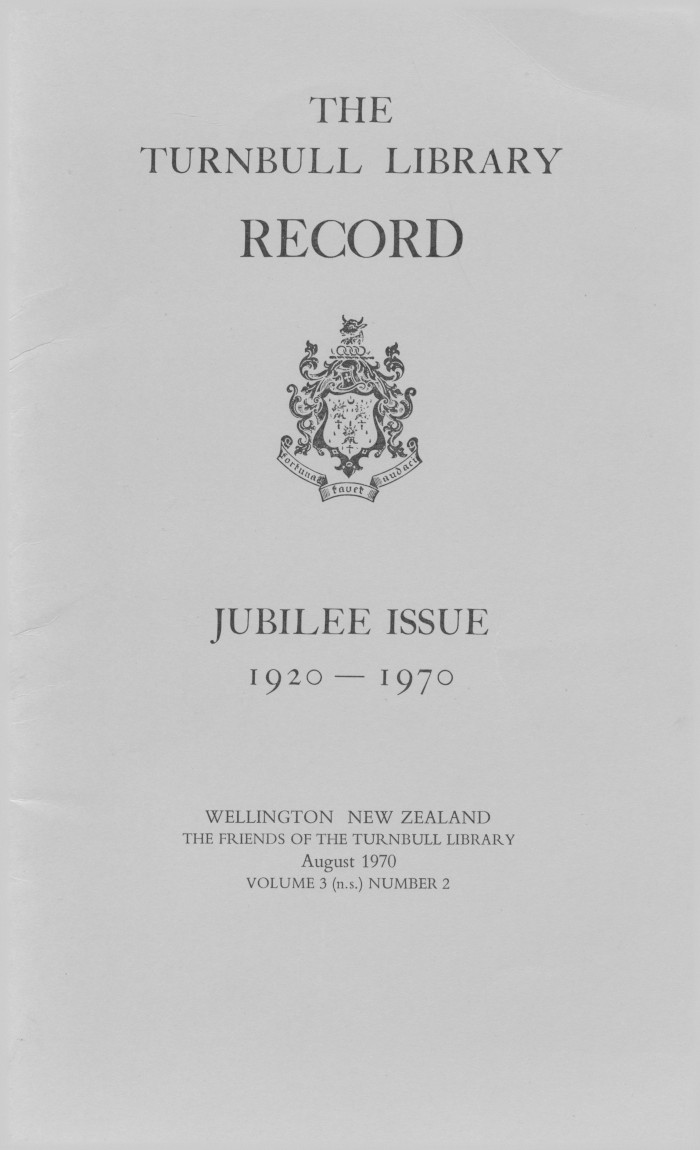 THE
TURNBULL LIBRARY
RECORD
fortuna favet audaci
JUBILEE ISSUE
1920 — 1970
WELLINGTON NEW ZEALAND
THE FRIENDS OF THE TURNBULL LIBRARY
August 1970
VOLUME 3 (n.s.) NUMBER 2